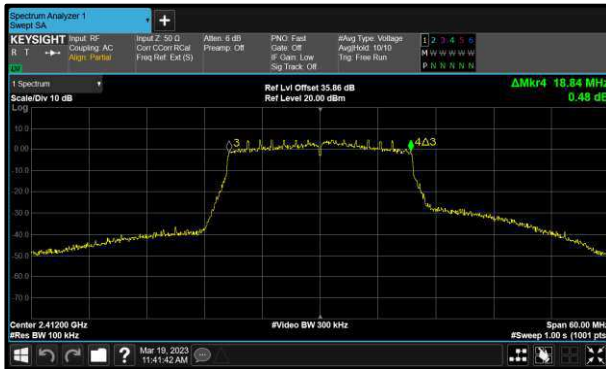 Spectrum Analyzer 1
Swept SA
+
KEYSIGHT
R T
Input: RF
Coupling: AC
Align: Partial
Input Z: 50 Ω
Corr CCorr RCal
Freq Ref: Ext (S)
Atten: 6 dB
Preamp: Off
PNO: Fast
Gate: Off
IF Gain: Low
Sig Track: Off
#Avg Type: Voltage
Avg|Hold: 10/10
Trig: Free Run
1 2 3 4 5 6
M W W W W W
P N N N N N
1 Spectrum
Scale/Div 10 dB
Ref Lvl Offset 35.86 dB
Ref Level 20.00 dBm
ΔMkr4 18.84 MHz
0.48 dB
Log
10.0
0.00
-10.0
-20.0
-30.0
-40.0
-50.0
-60.0
-70.0
3
4Δ3
Center 2.41200 GHz
#Res BW 100 kHz
#Video BW 300 kHz
Span 60.00 MHz
#Sweep 1.00 s (1001 pts
?
Mar 19, 2023
11:41:42 AM